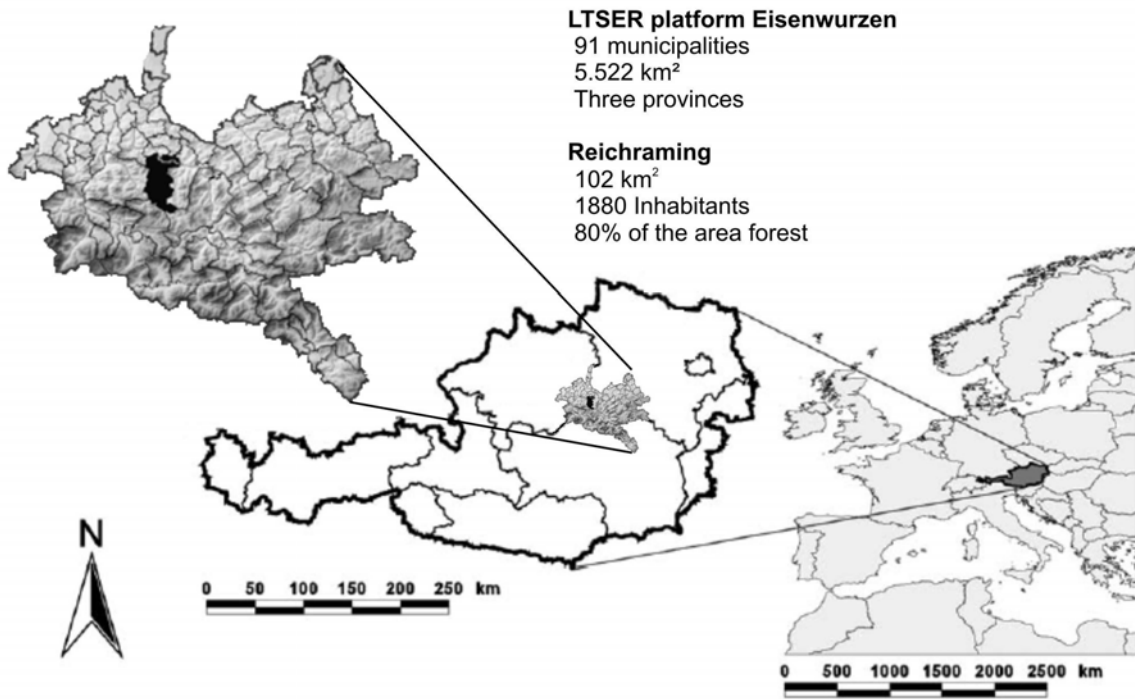 LTSER platform Eisenwurzen
91 municipalities
5.522 km²
Three provinces
Reichraming
102 km²
1880 Inhabitants
80% of the area forest
N
0 50 100 150 200 250 km
0 500 1000 1500 2000 2500 km